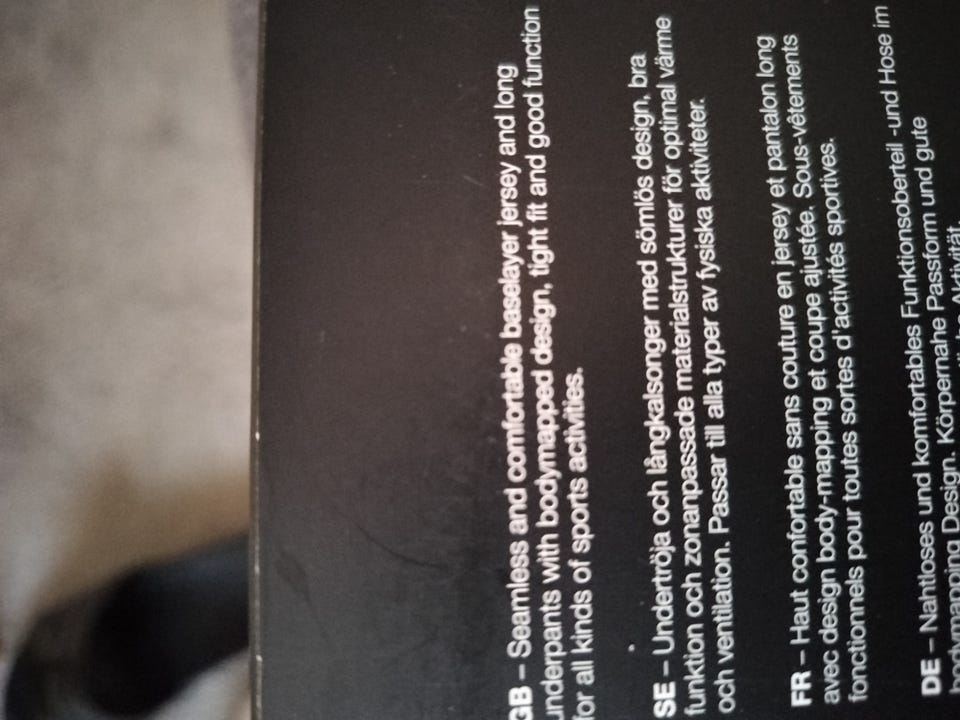 GB – Seamless and comfortable baselayer jersey and long
underpants with bodymapped design, tight fit and good function
for all kinds of sports activities.
SE – Undertröja och långkalsonger med sömlös design, bra
funktion och zonanpassade materialstrukturer för optimal värme
och ventilation. Passar till alla typer av fysiska aktiviteter.
FR – Haut confortable sans couture en jersey et pantalon long
avec design body-mapping et coupe ajustée. Sous-vêtements
fonctionnels pour toutes sortes d'activités sportives.
DE – Nahtloses und komfortables Funktionsoberteil -und Hose im
bodymapping Design. Körpernahe Passform und gute
Aktivität.